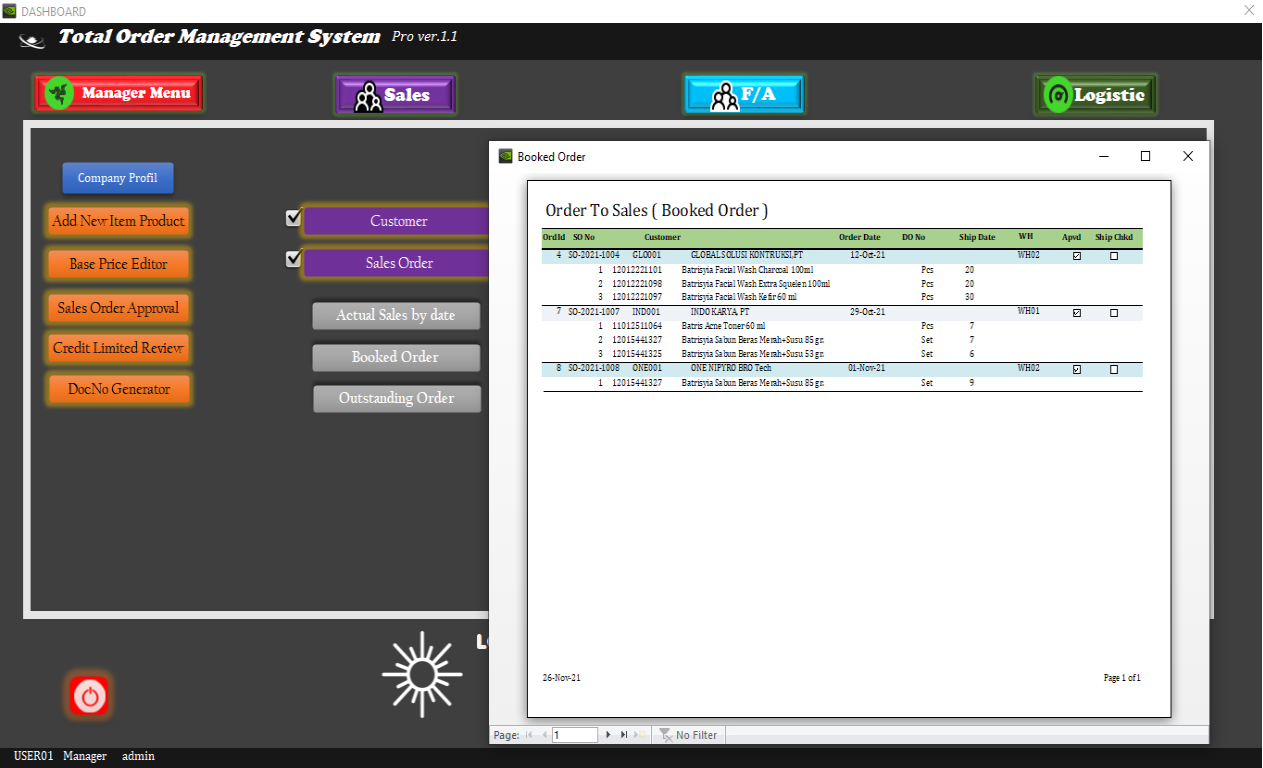 DASHBOARD
Total Order Management System Pro ver.1.1
Manager Menu
Sales
F/A
Logistic
Company Profil
Add New Item Product
Base Price Editor
Sales Order Approval
Credit Limited Review
DocNo Generator
Customer
Sales Order
Actual Sales by date
Booked Order
Outstanding Order
Booked Order
Order To Sales ( Booked Order )
OrdId SO No Customer Order Date DO No Ship Date WH Apvd Ship Chkd
4 SO-2021-1004 GLO001 GLOBAL SOLUSI KONTRUKSI,PT 12-Oct-21 WH02
1 12012221101 Batrisyia Facial Wash Charcoal 100ml Pcs 20
2 12012221098 Batrisyia Facial Wash Extra Squelen 100ml Pcs 20
3 12012221097 Batrisyia Facial Wash Kefir 60 ml Pcs 30
7 SO-2021-1007 IND001 INDO KARYA, PT 29-Oct-21 WH01
1 11012511064 Batris Acne Toner 60 ml Pcs 7
2 12015441327 Batrisyia Sabun Beras Merah+Susu 85 gr. Set 7
3 12015441325 Batrisyia Sabun Beras Merah+Susu 53 gr. Set 6
8 SO-2021-1008 ONE001 ONE NIPYRO BRO Tech 01-Nov-21 WH02
1 12015441327 Batrisyia Sabun Beras Merah+Susu 85 gr. Set 9
26-Nov-21 Page 1 of 1
Page: 1 No Filter
USER01 Manager admin